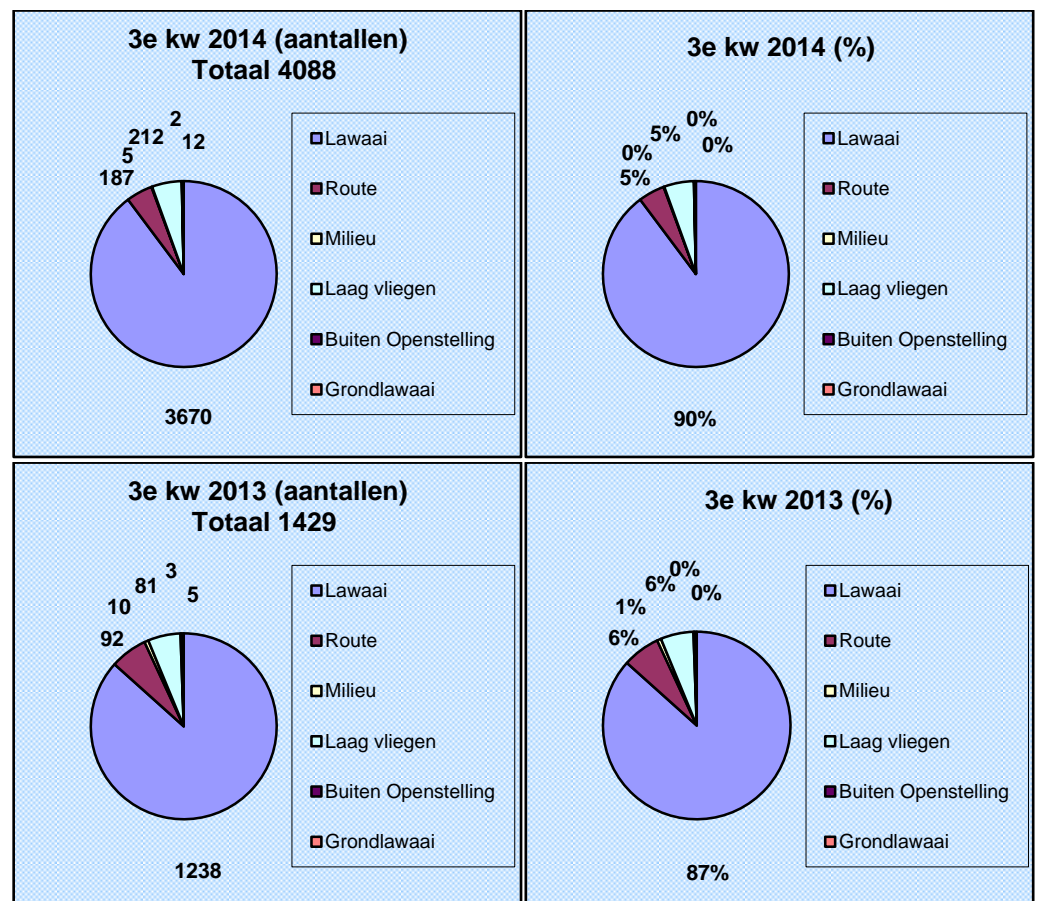 3e kw 2014 (aantallen)
Totaal 4088
2
212
12
5
187
3670
Lawaai
Route
Milieu
Laag vliegen
Buiten Openstelling
Grondlawaai
3e kw 2014 (%)
0%
5%
0%
0%
5%
90%
Lawaai
Route
Milieu
Laag vliegen
Buiten Openstelling
Grondlawaai
3e kw 2013 (aantallen)
Totaal 1429
3
81
5
10
92
1238
Lawaai
Route
Milieu
Laag vliegen
Buiten Openstelling
Grondlawaai
3e kw 2013 (%)
0%
6%
0%
1%
6%
87%
Lawaai
Route
Milieu
Laag vliegen
Buiten Openstelling
Grondlawaai